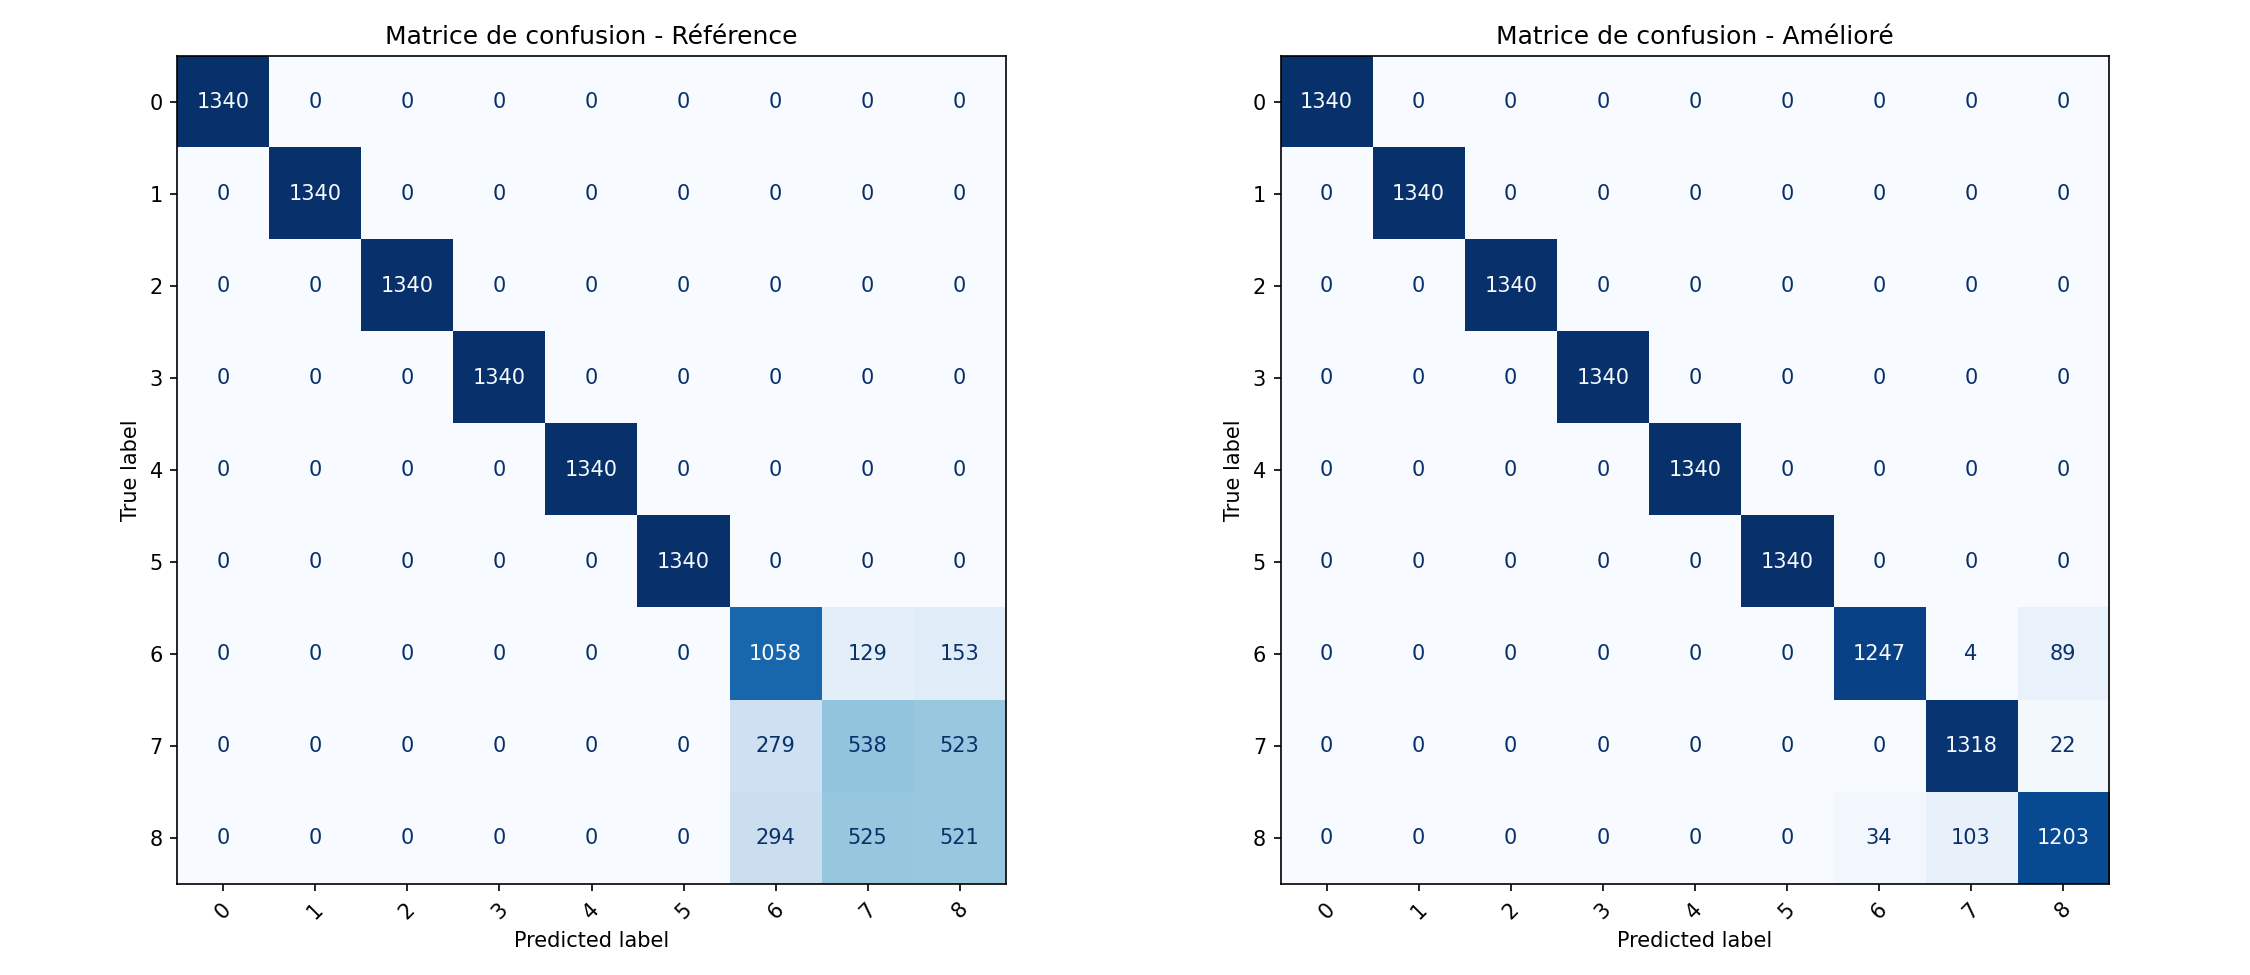 Matrice de confusion - Référence
0 1340 0 0 0 0 0 0 0 0
1 0 1340 0 0 0 0 0 0 0
2 0 0 1340 0 0 0 0 0 0
3 0 0 0 1340 0 0 0 0 0
4 0 0 0 0 1340 0 0 0 0
5 0 0 0 0 0 1340 0 0 0
6 0 0 0 0 0 0 1058 129 153
7 0 0 0 0 0 0 279 538 523
8 0 0 0 0 0 0 294 525 521
True label
0 1 2 3 4 5 6 7 8
Predicted label
Matrice de confusion - Amélioré
0 1340 0 0 0 0 0 0 0 0
1 0 1340 0 0 0 0 0 0 0
2 0 0 1340 0 0 0 0 0 0
3 0 0 0 1340 0 0 0 0 0
4 0 0 0 0 1340 0 0 0 0
5 0 0 0 0 0 1340 0 0 0
6 0 0 0 0 0 0 1247 4 89
7 0 0 0 0 0 0 0 1318 22
8 0 0 0 0 0 0 34 103 1203
True label
0 1 2 3 4 5 6 7 8
Predicted label